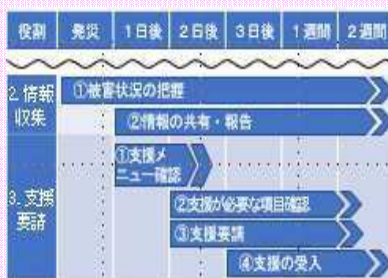 役割 発災 1日後 2日後 3日後 1週間 2週間
2.情報
収集
①被害状況の把握
②情報の共有・報告
3.支援
要請
①支援メ
ニュー確認
②支援が必要な項目確認
③支援要請
④支援の受入